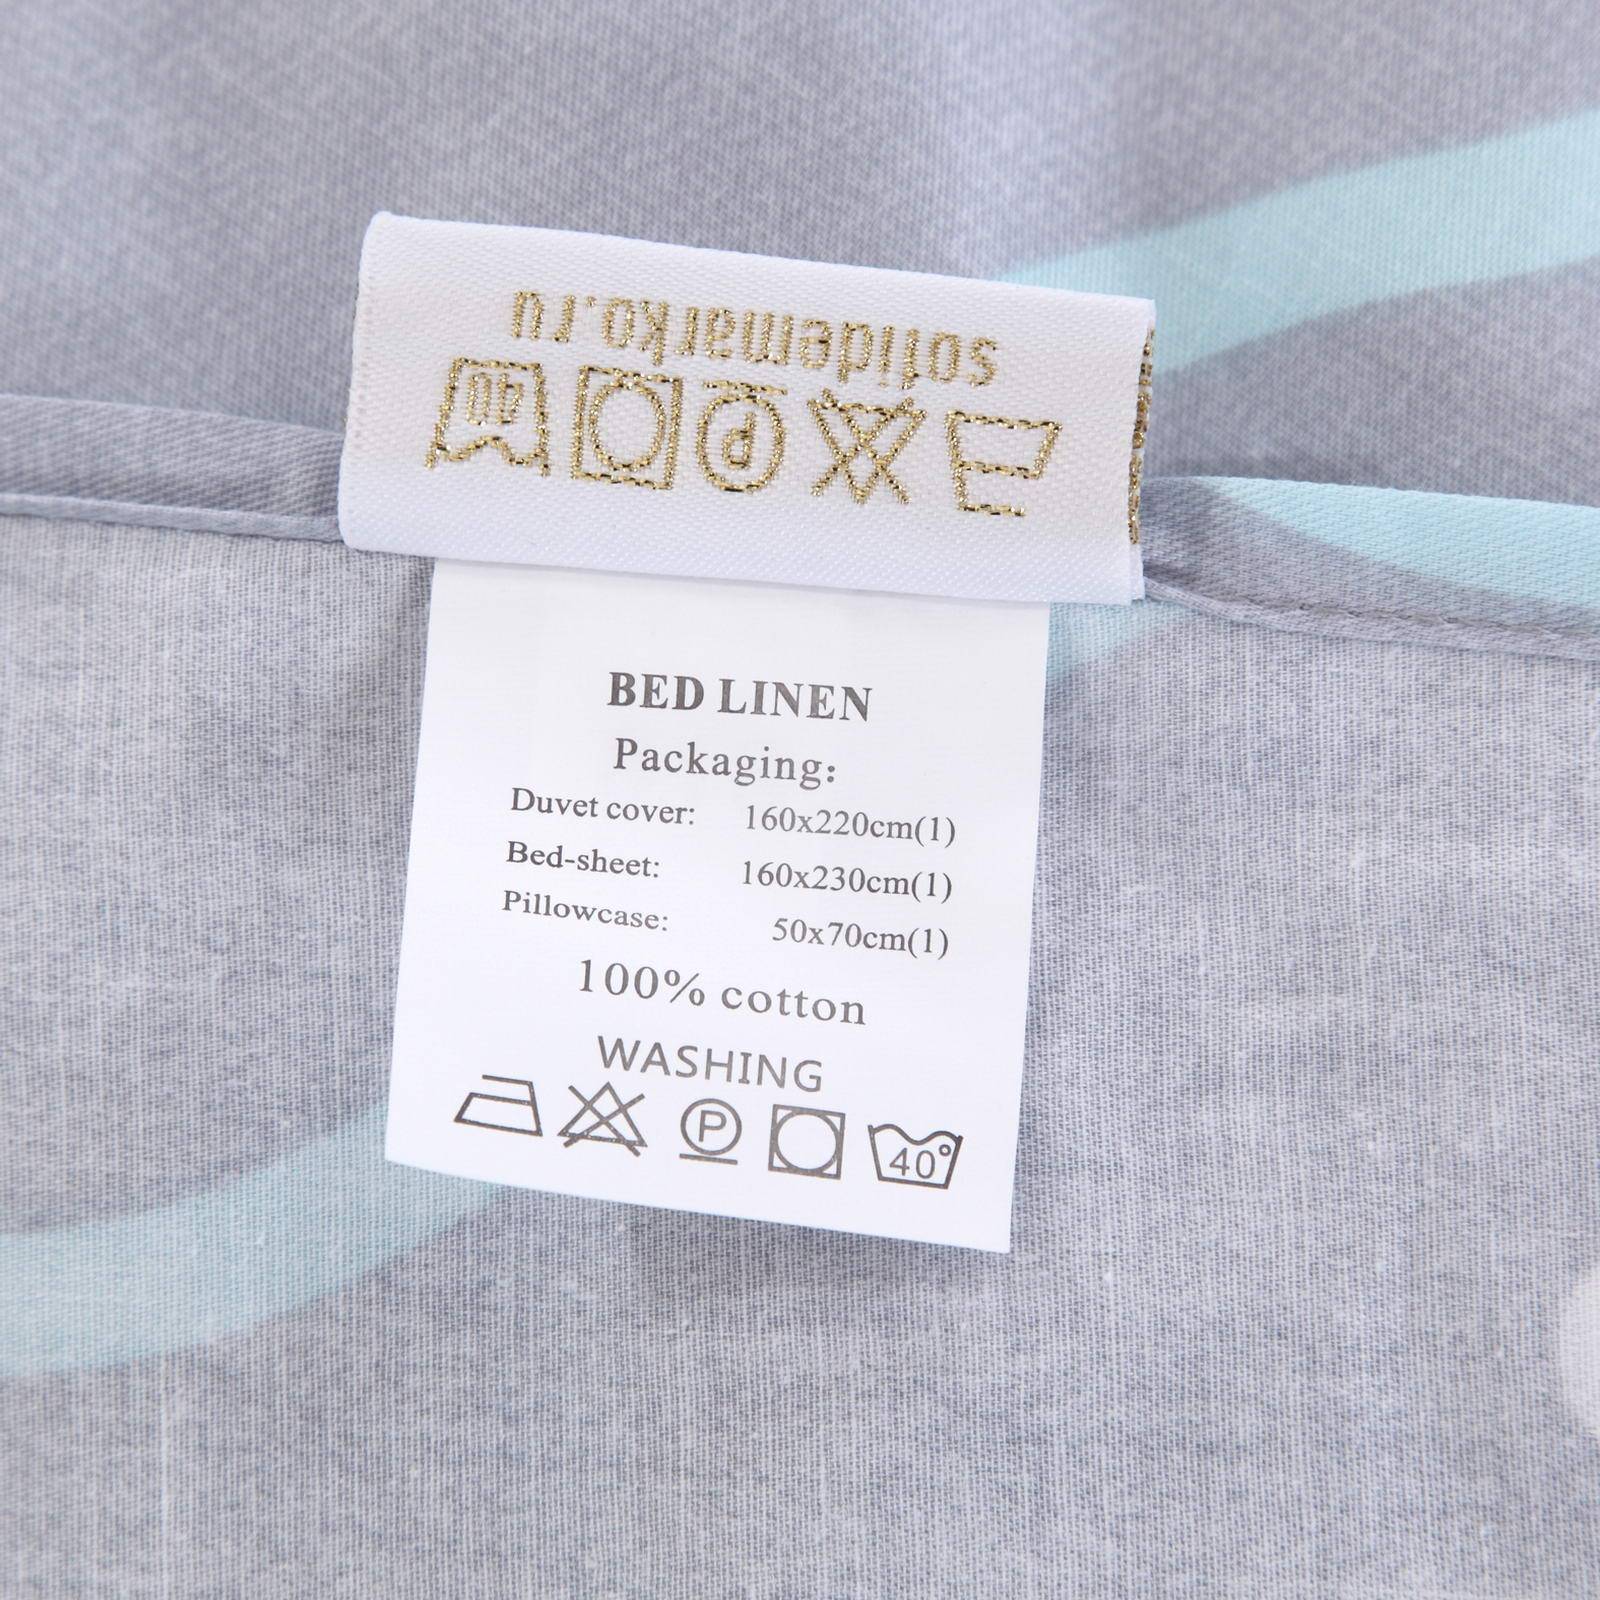 sofidemarko.ru
40
P
BED LINEN
Packaging:
Duvet cover: 160x220cm(1)
Bed-sheet: 160x230cm(1)
Pillowcase: 50x70cm(1)
100% cotton
WASHING
P 40°